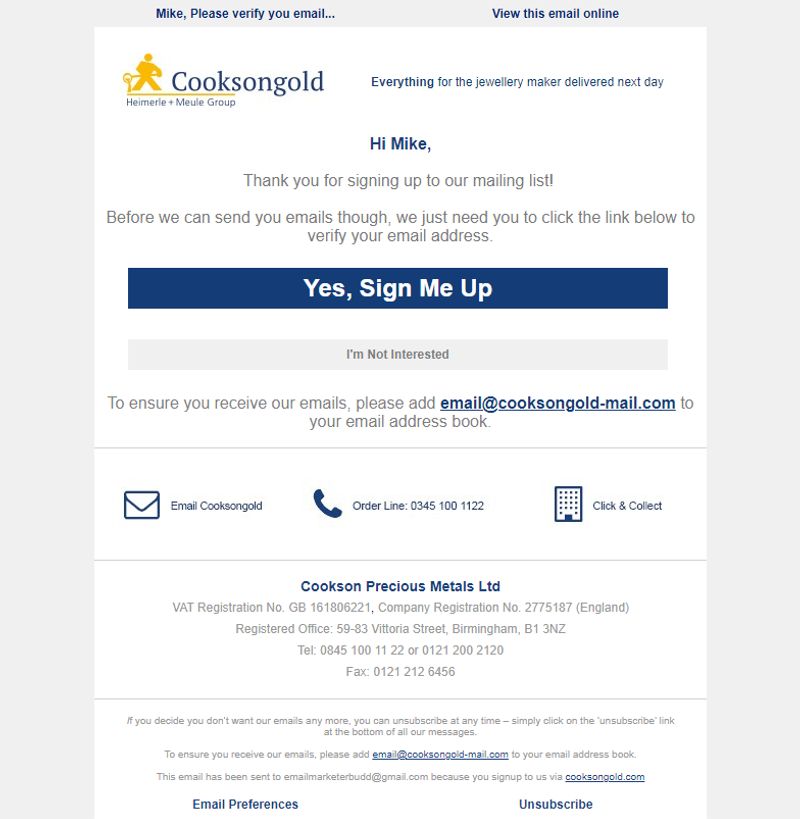 Mike, Please verify you email...
View this email online
Cooksongold
Heimerle + Meule Group
Everything for the jewellery maker delivered next day
Hi Mike,
Thank you for signing up to our mailing list!
Before we can send you emails though, we just need you to click the link below to
verify your email address.
Yes, Sign Me Up
I'm Not Interested
To ensure you receive our emails, please add email@cooksongold-mail.com to
your email address book.
Email Cooksongold
Order Line: 0345 100 1122
Click & Collect
Cookson Precious Metals Ltd
VAT Registration No. GB 161806221, Company Registration No. 2775187 (England)
Registered Office: 59-83 Vittoria Street, Birmingham, B1 3NZ
Tel: 0845 100 11 22 or 0121 200 2120
Fax: 0121 212 6456
If you decide you don't want our emails any more, you can unsubscribe at any time – simply click on the 'unsubscribe' link
at the bottom of all our messages.
To ensure you receive our emails, please add email@cooksongold-mail.com to your email address book.
This email has been sent to emailmarketerbudd@gmail.com because you signup to us via cooksongold.com
Email Preferences
Unsubscribe